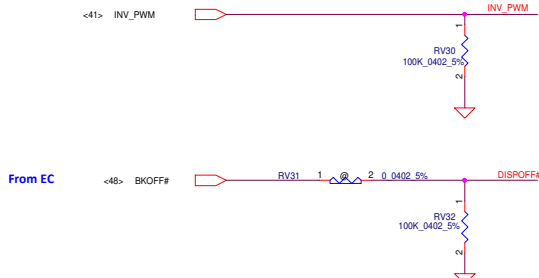 <41> INV_PWM
INV_PWM
1
RV30
100K_0402_5%
2
From EC
<48> BKOFF#
RV31 1 @ 2 0_0402_5%
DISPOFF#
1
RV32
100K_0402_5%
2